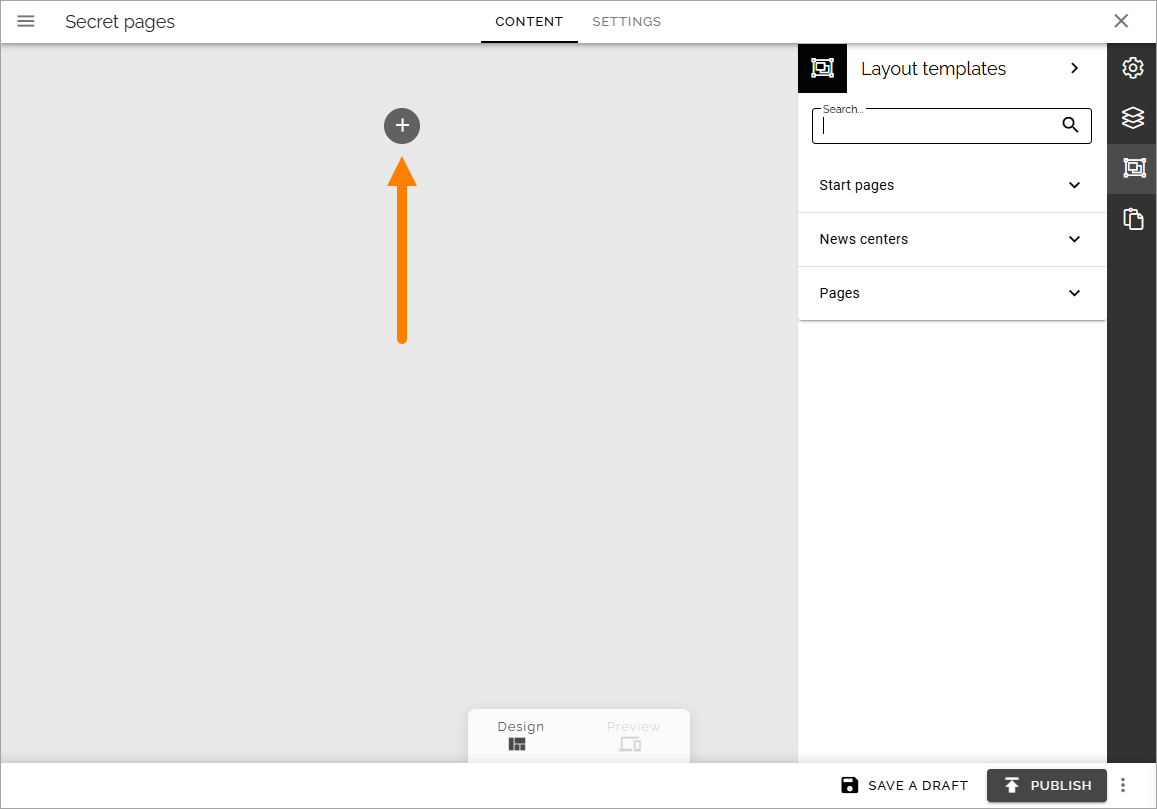 Secret pages
CONTENT
SETTINGS
Layout templates
Search...
Start pages
News centers
Pages
Design
Preview
SAVE A DRAFT
PUBLISH